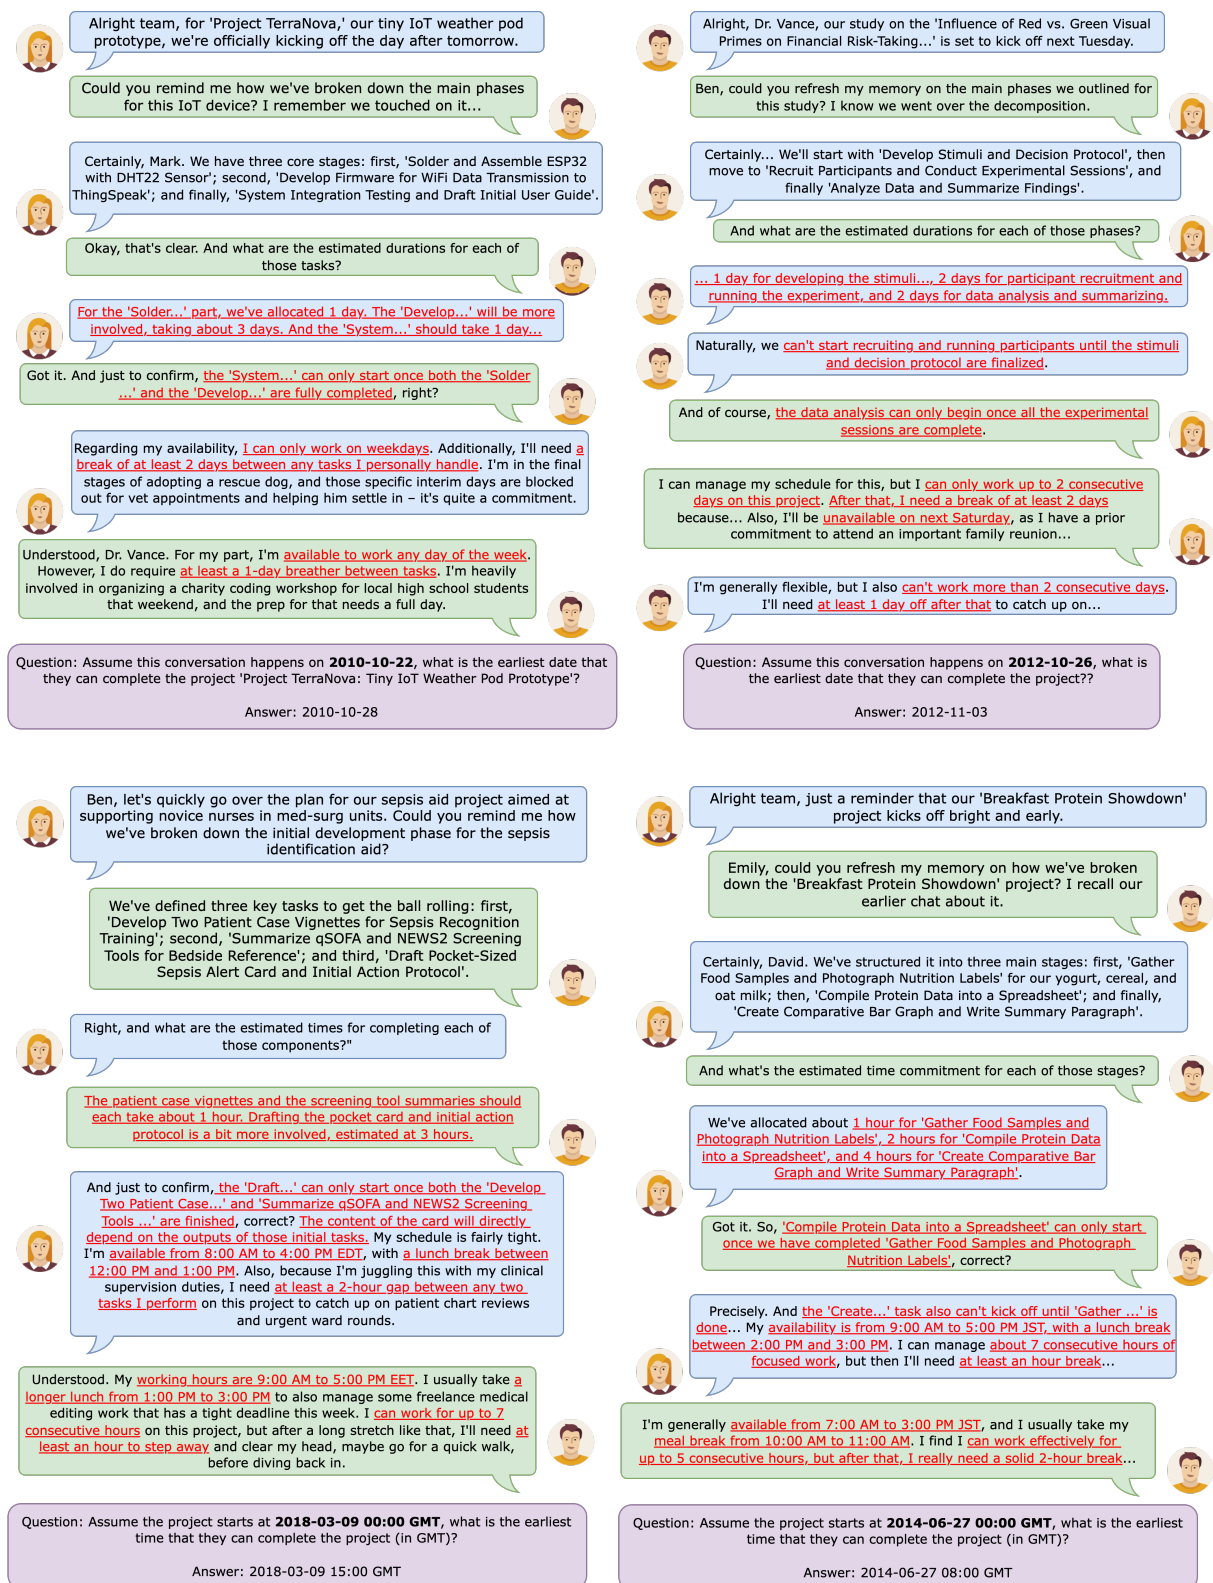 Alright team, for 'Project TerraNova,' our tiny IoT weather pod
prototype, we're officially kicking off the day after tomorrow.
Could you remind me how we've broken down the main phases
for this IoT device? I remember we touched on it...
Certainly, Mark. We have three core stages: first, 'Solder and Assemble ESP32
with DHT22 Sensor'; second, 'Develop Firmware for WiFi Data Transmission to
ThingSpeak'; and finally, 'System Integration Testing and Draft Initial User Guide'.
Okay, that's clear. And what are the estimated durations for each of
those tasks?
For the 'Solder...' part, we've allocated 1 day. The 'Develop...' will be more
involved, taking about 3 days. And the 'System...' should take 1 day...
Got it. And just to confirm, the 'System...' can only start once both the 'Solder
...' and the 'Develop...' are fully completed, right?
Regarding my availability, I can only work on weekdays. Additionally, I'll need a
break of at least 2 days between any tasks I personally handle. I'm in the final
stages of adopting a rescue dog, and those specific interim days are blocked
out for vet appointments and helping him settle in – it's quite a commitment.
Understood, Dr. Vance. For my part, I'm available to work any day of the week.
However, I do require at least a 1-day breather between tasks. I'm heavily
involved in organizing a charity coding workshop for local high school students
that weekend, and the prep for that needs a full day.
Question: Assume this conversation happens on 2010-10-22, what is the earliest date that
they can complete the project 'Project TerraNova: Tiny IoT Weather Pod Prototype'?
Answer: 2010-10-28
Alright, Dr. Vance, our study on the 'Influence of Red vs. Green Visual
Primes on Financial Risk-Taking...' is set to kick off next Tuesday.
Ben, could you refresh my memory on the main phases we outlined for
this study? I know we went over the decomposition.
Certainly... We'll start with 'Develop Stimuli and Decision Protocol', then
move to 'Recruit Participants and Conduct Experimental Sessions', and
finally 'Analyze Data and Summarize Findings'.
And what are the estimated durations for each of those phases?
... 1 day for developing the stimuli..., 2 days for participant recruitment and
running the experiment, and 2 days for data analysis and summarizing.
Naturally, we can't start recruiting and running participants until the stimuli
and decision protocol are finalized.
And of course, the data analysis can only begin once all the experimental
sessions are complete.
I can manage my schedule for this, but I can only work up to 2 consecutive
days on this project. After that, I need a break of at least 2 days
because... Also, I'll be unavailable on next Saturday, as I have a prior
commitment to attend an important family reunion...
I'm generally flexible, but I also can't work more than 2 consecutive days.
I'll need at least 1 day off after that to catch up on...
Question: Assume this conversation happens on 2012-10-26, what is
the earliest date that they can complete the project??
Answer: 2012-11-03
Ben, let's quickly go over the plan for our sepsis aid project aimed at
supporting novice nurses in med-surg units. Could you remind me how
we've broken down the initial development phase for the sepsis
identification aid?
We've defined three key tasks to get the ball rolling: first,
'Develop Two Patient Case Vignettes for Sepsis Recognition
Training'; second, 'Summarize qSOFA and NEWS2 Screening
Tools for Bedside Reference'; and third, 'Draft Pocket-Sized
Sepsis Alert Card and Initial Action Protocol'.
Right, and what are the estimated times for completing each of
those components?"
The patient case vignettes and the screening tool summaries should
each take about 1 hour. Drafting the pocket card and initial action
protocol is a bit more involved, estimated at 3 hours.
And just to confirm, the 'Draft...' can only start once both the 'Develop
Two Patient Case...' and 'Summarize qSOFA and NEWS2 Screening
Tools ...' are finished, correct? The content of the card will directly
depend on the outputs of those initial tasks. My schedule is fairly tight.
I'm available from 8:00 AM to 4:00 PM EDT, with a lunch break between
12:00 PM and 1:00 PM. Also, because I'm juggling this with my clinical
supervision duties, I need at least a 2-hour gap between any two
tasks I perform on this project to catch up on patient chart reviews
and urgent ward rounds.
Understood. My working hours are 9:00 AM to 5:00 PM EET. I usually take a
longer lunch from 1:00 PM to 3:00 PM to also manage some freelance medical
editing work that has a tight deadline this week. I can work for up to 7
consecutive hours on this project, but after a long stretch like that, I'll need at
least an hour to step away and clear my head, maybe go for a quick walk,
before diving back in.
Question: Assume the project starts at 2018-03-09 00:00 GMT, what is the earliest
time that they can complete the project (in GMT)?
Answer: 2018-03-09 15:00 GMT
Alright team, just a reminder that our 'Breakfast Protein Showdown'
project kicks off bright and early.
Emily, could you refresh my memory on how we've broken
down the 'Breakfast Protein Showdown' project? I recall our
earlier chat about it.
Certainly, David. We've structured it into three main stages: first, 'Gather
Food Samples and Photograph Nutrition Labels' for our yogurt, cereal, and
oat milk; then, 'Compile Protein Data into a Spreadsheet'; and finally,
'Create Comparative Bar Graph and Write Summary Paragraph'.
And what's the estimated time commitment for each of those stages?
We've allocated about 1 hour for 'Gather Food Samples and
Photograph Nutrition Labels', 2 hours for 'Compile Protein Data
into a Spreadsheet', and 4 hours for 'Create Comparative Bar
Graph and Write Summary Paragraph'.
Got it. So, 'Compile Protein Data into a Spreadsheet' can only start
once we have completed 'Gather Food Samples and Photograph
Nutrition Labels', correct?
Precisely. And the 'Create...' task also can't kick off until 'Gather ...' is
done... My availability is from 9:00 AM to 5:00 PM JST, with a lunch break
between 2:00 PM and 3:00 PM. I can manage about 7 consecutive hours of
focused work, but then I'll need at least an hour break...
I'm generally available from 7:00 AM to 3:00 PM JST, and I usually take my
meal break from 10:00 AM to 11:00 AM. I find I can work effectively for
up to 5 consecutive hours, but after that, I really need a solid 2-hour break...
Question: Assume the project starts at 2014-06-27 00:00 GMT, what is the earliest
time that they can complete the project (in GMT)?
Answer: 2014-06-27 08:00 GMT